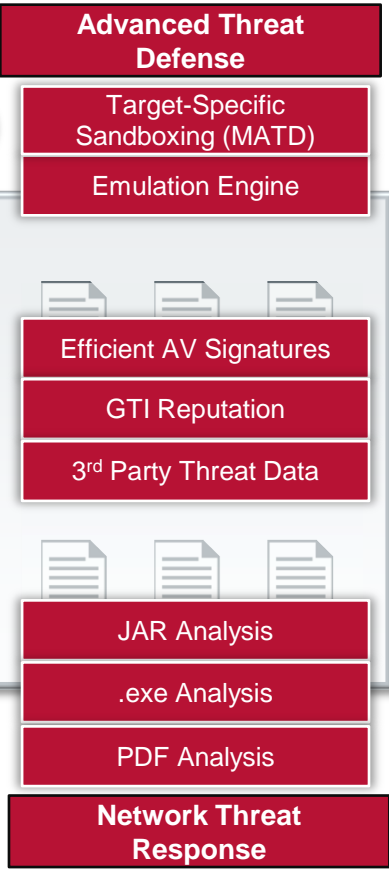 Advanced Threat
Defense
Target-Specific
Sandboxing (MATD)
Emulation Engine
Efficient AV Signatures
GTI Reputation
3rd Party Threat Data
JAR Analysis
.exe Analysis
PDF Analysis
Network Threat
Response